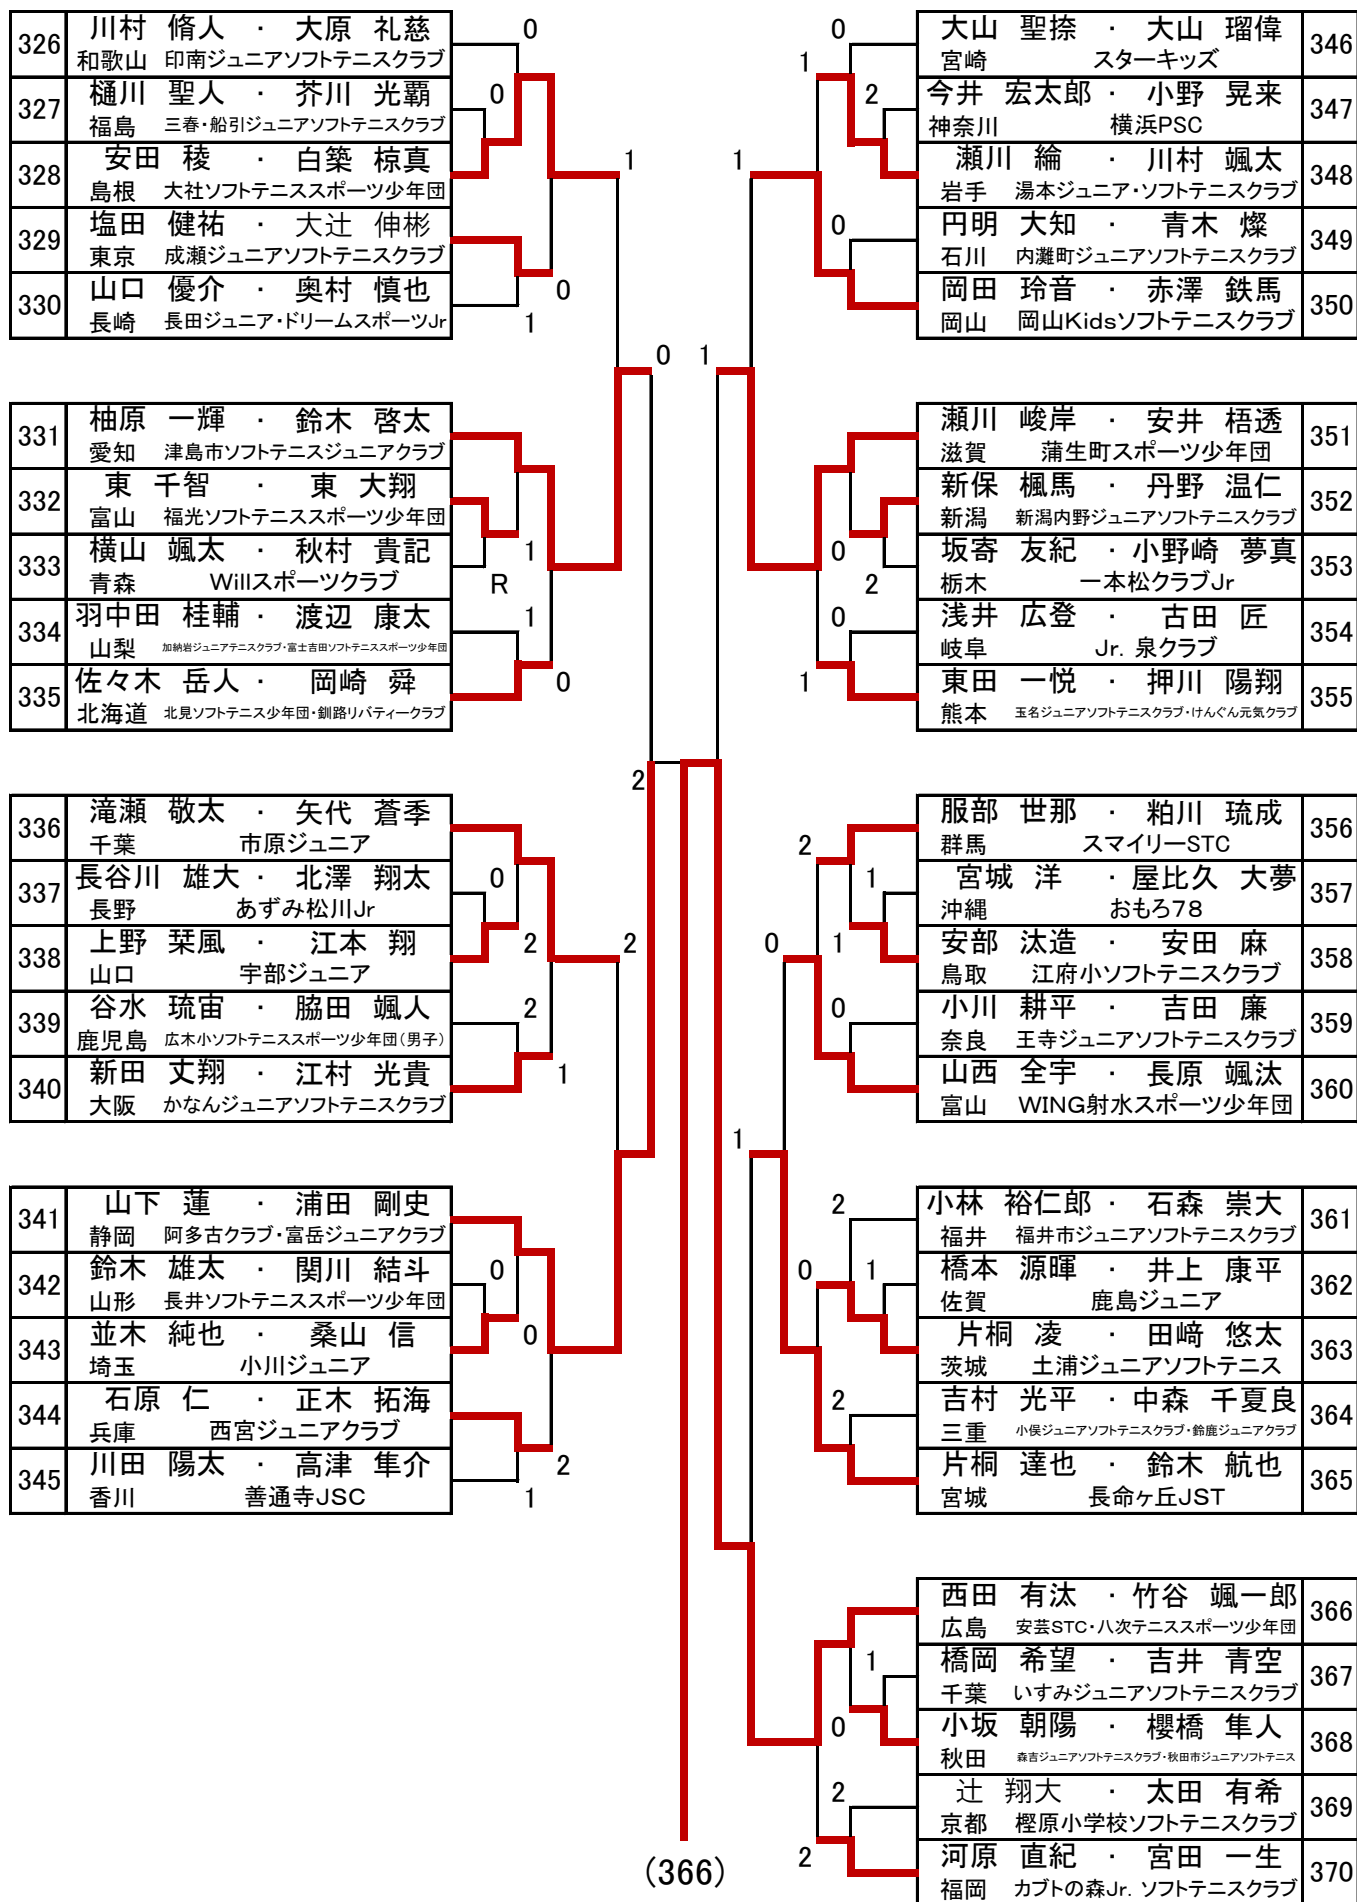 326 川村 脩人 ・ 大原 礼慈
和歌山 印南ジュニアソフトテニスクラブ
327 樋川 聖人 ・ 芥川 光覇
福島 三春・船引ジュニアソフトテニスクラブ
328 安田 稜 ・ 白築 椋真
島根 大社ソフトテニススポーツ少年団
329 塩田 健祐 ・ 大辻 伸彬
東京 成瀬ジュニアソフトテニスクラブ
330 山口 優介 ・ 奥村 慎也
長崎 長田ジュニア・ドリームスポーツJr
0
0
1
0
1
0
331 柚原 一輝 ・ 鈴木 啓太
愛知 津島市ソフトテニスジュニアクラブ
332 東 千智 ・ 東 大翔
富山 福光ソフトテニススポーツ少年団
333 横山 颯太 ・ 秋村 貴記
青森 Willスポーツクラブ
334 羽中田 桂輔 ・ 渡辺 康太
山梨 加納岩ジュニアテニスクラブ・富士吉田ソフトテニススポーツ少年団
335 佐々木 岳人 ・ 岡崎 舜
北海道 北見ソフトテニス少年団・釧路リバティークラブ
1
R
1
0
2
336 滝瀬 敬太 ・ 矢代 蒼季
千葉 市原ジュニア
337 長谷川 雄大 ・ 北澤 翔太
長野 あずみ松川Jr
338 上野 栞風 ・ 江本 翔
山口 宇部ジュニア
339 谷水 琉宙 ・ 脇田 颯人
鹿児島 広木小ソフトテニススポーツ少年団(男子)
340 新田 丈翔 ・ 江村 光貴
大阪 かなんジュニアソフトテニスクラブ
0
2
2
2
1
341 山下 蓮 ・ 浦田 剛史
静岡 阿多古クラブ・富岳ジュニアクラブ
342 鈴木 雄太 ・ 関川 結斗
山形 長井ソフトテニススポーツ少年団
343 並木 純也 ・ 桑山 信
埼玉 小川ジュニア
344 石原 仁 ・ 正木 拓海
兵庫 西宮ジュニアクラブ
345 川田 陽太 ・ 高津 隼介
香川 善通寺JSC
0
0
2
1
大山 聖捺 ・ 大山 瑠偉 346
宮崎 スターキッズ
今井 宏太郎 ・ 小野 晃来 347
神奈川 横浜PSC
瀬川 綸 ・ 川村 颯太 348
岩手 湯本ジュニア・ソフトテニスクラブ
円明 大知 ・ 青木 燦 349
石川 内灘町ジュニアソフトテニスクラブ
岡田 玲音 ・ 赤澤 鉄馬 350
岡山 岡山Kidsソフトテニスクラブ
0
1
2
1
0
1
瀬川 峻岸 ・ 安井 梧透 351
滋賀 蒲生町スポーツ少年団
新保 楓馬 ・ 丹野 温仁 352
新潟 新潟内野ジュニアソフトテニスクラブ
坂寄 友紀 ・ 小野崎 夢真 353
栃木 一本松クラブJr
浅井 広登 ・ 古田 匠 354
岐阜 Jr. 泉クラブ
東田 一悦 ・ 押川 陽翔 355
熊本 玉名ジュニアソフトテニスクラブ・けんぐん元気クラブ
0
2
0
1
服部 世那 ・ 粕川 琉成 356
群馬 スマイリーSTC
宮城 洋 ・ 屋比久 大夢 357
沖縄 おもろ78
安部 汰造 ・ 安田 麻 358
鳥取 江府小ソフトテニスクラブ
小川 耕平 ・ 吉田 廉 359
奈良 王寺ジュニアソフトテニスクラブ
山西 全宇 ・ 長原 颯汰 360
富山 WING射水スポーツ少年団
2
1
0
1
0
1
小林 裕仁郎 ・ 石森 崇大 361
福井 福井市ジュニアソフトテニスクラブ
橋本 源暉 ・ 井上 康平 362
佐賀 鹿島ジュニア
片桐 凌 ・ 田﨑 悠太 363
茨城 土浦ジュニアソフトテニス
吉村 光平 ・ 中森 千夏良 364
三重 小俣ジュニアソフトテニスクラブ・鈴鹿ジュニアクラブ
片桐 達也 ・ 鈴木 航也 365
宮城 長命ヶ丘JST
2
0
1
2
西田 有汰 ・ 竹谷 颯一郎 366
広島 安芸STC・八次テニススポーツ少年団
橋岡 希望 ・ 吉井 青空 367
千葉 いすみジュニアソフトテニスクラブ
小坂 朝陽 ・ 櫻橋 隼人 368
秋田 森吉ジュニアソフトテニスクラブ・秋田市ジュニアソフトテニス
辻 翔大 ・ 太田 有希 369
京都 樫原小学校ソフトテニスクラブ
河原 直紀 ・ 宮田 一生 370
福岡 カブトの森Jr. ソフトテニスクラブ
1
0
2
2
(366)